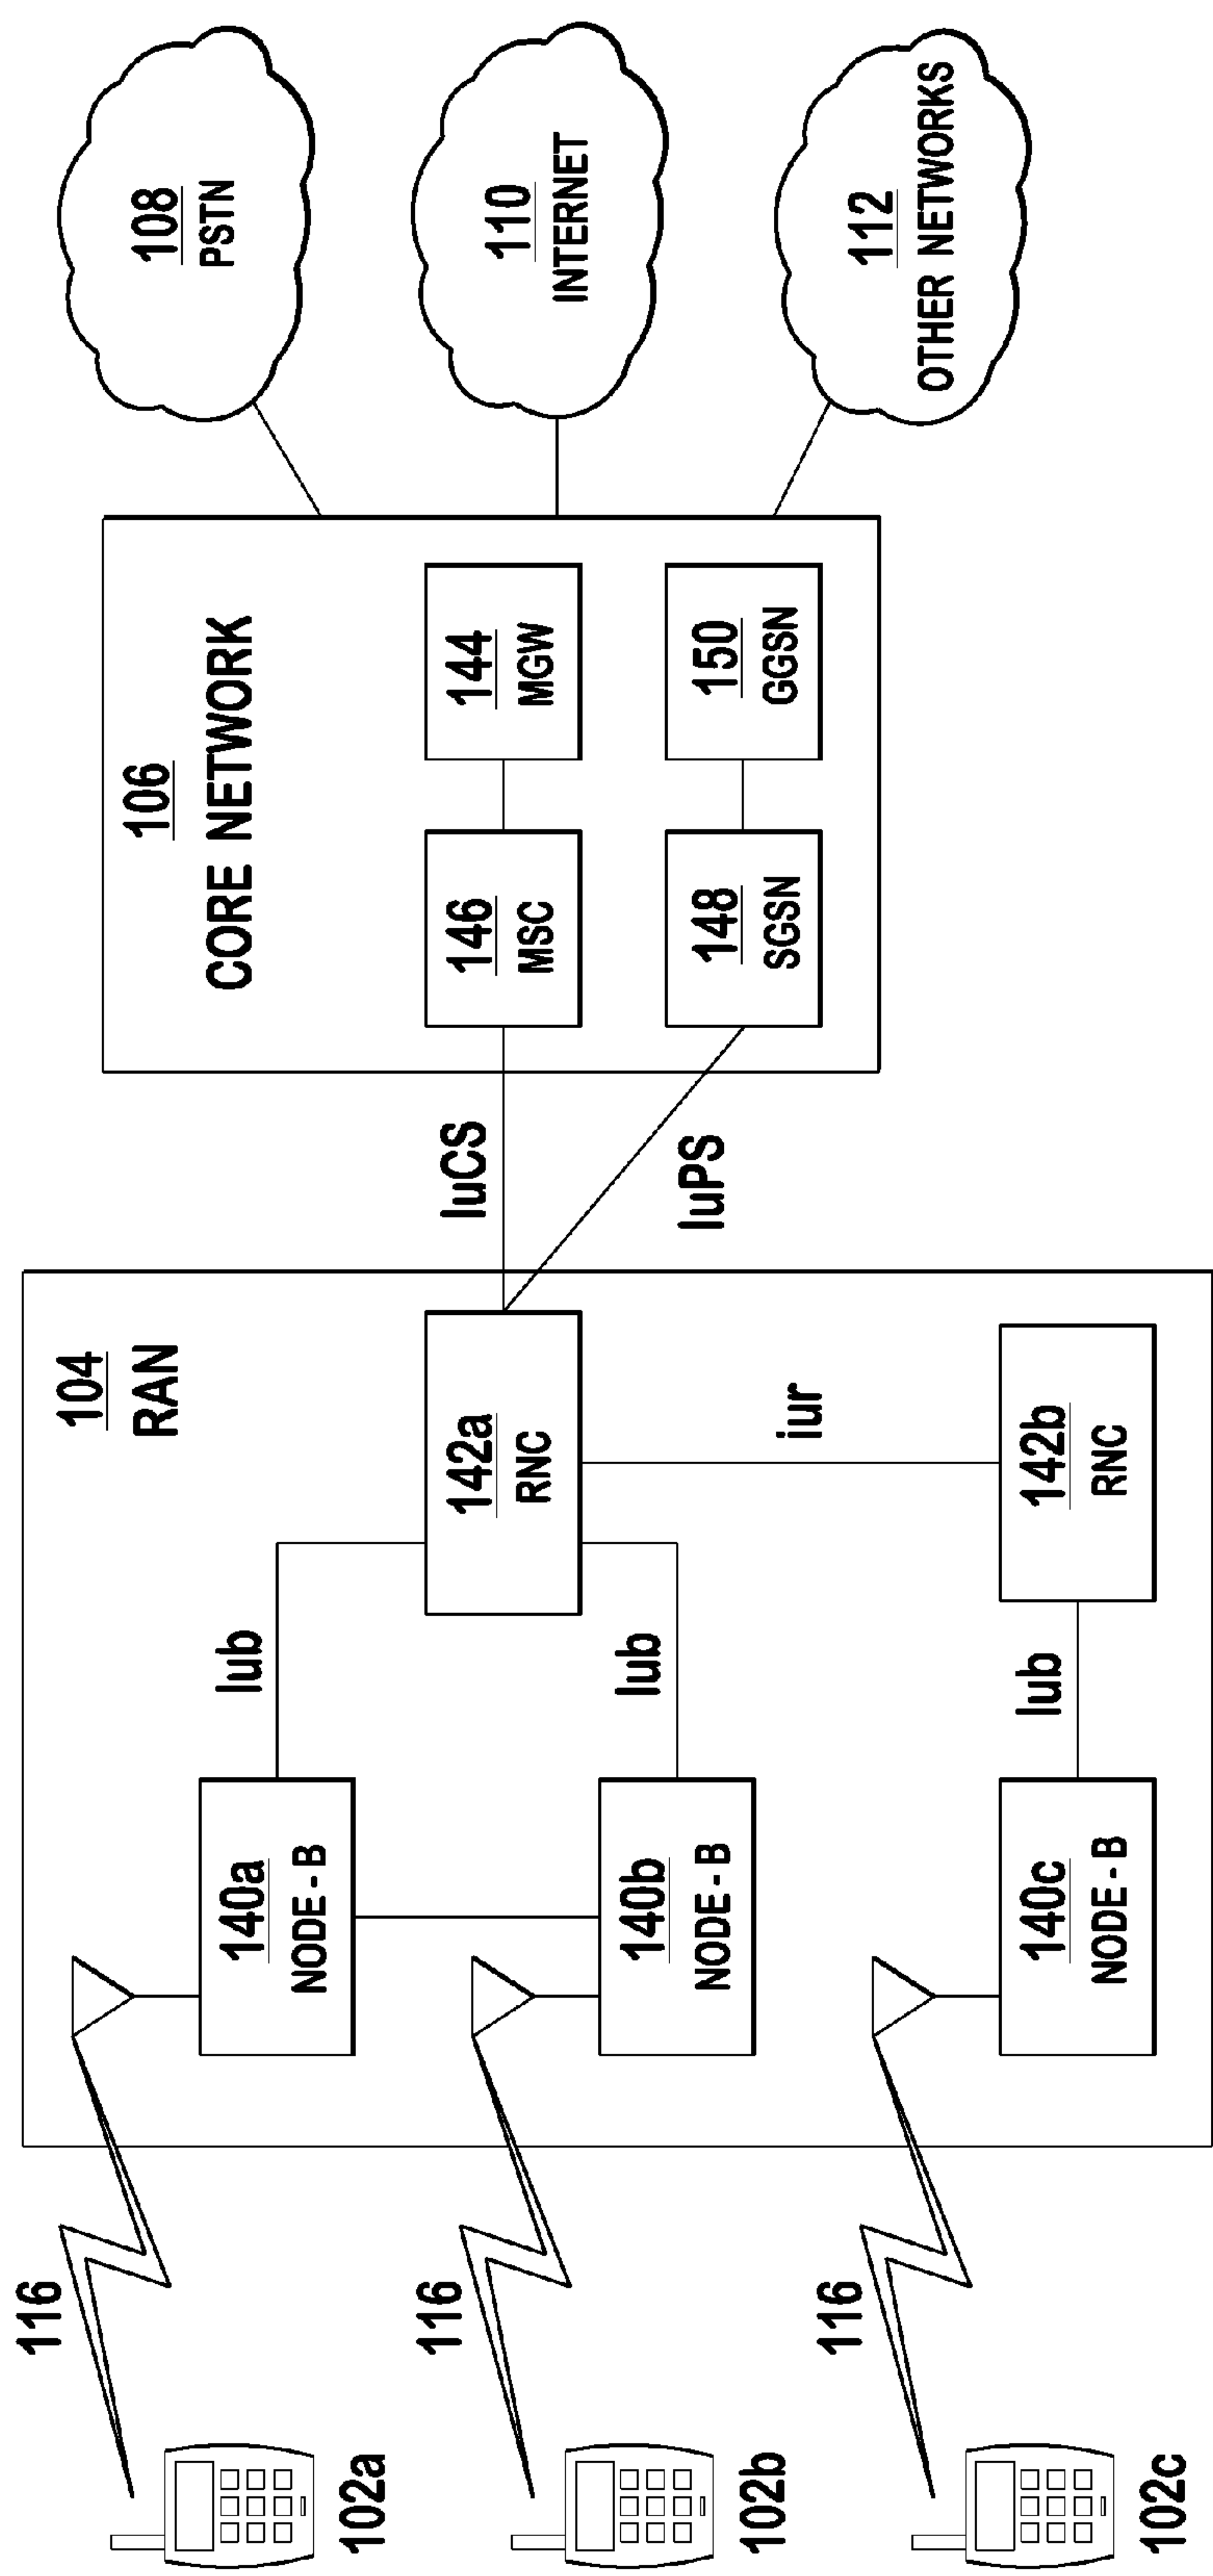 116
102a
116
102b
116
102c
104
RAN
140a
NODE - B
140b
NODE - B
140c
NODE - B
Iub
Iub
Iub
142a
RNC
iur
142b
RNC
IuCS
IuPS
106
CORE NETWORK
146
MSC
144
MGW
148
SGSN
150
GGSN
108
PSTN
110
INTERNET
112
OTHER NETWORKS